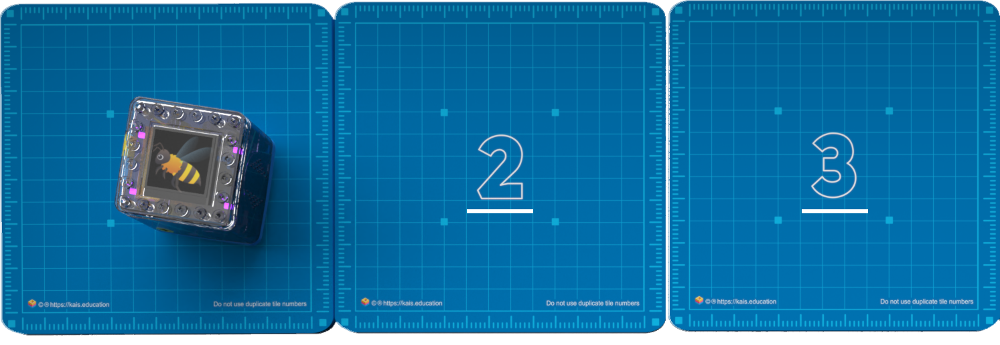 2
3
©®https://kais.education
Do not use duplicate tile numbers
©®https://kais.education
Do not use duplicate tile numbers
©®https://kais.education
Do not use duplicate tile numbers